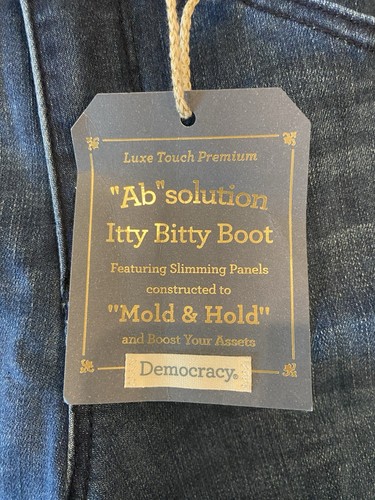 Luxe Touch Premium
"Ab"solution
Itty Bitty Boot
Featuring Slimming Panels
constructed to
"Mold & Hold"
and Boost Your Assets
Democracy®